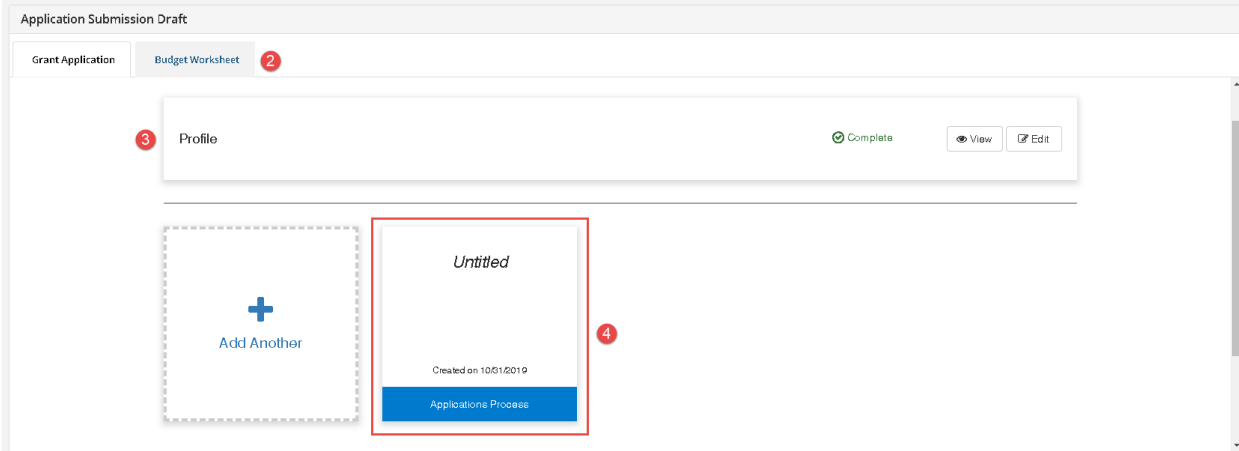 Application Submission Draft
Grant Application Budget Worksheet 2
3 Profile Complete View Edit
Untitled
Add Another
4
Created on 10/31/2019
Applications Process